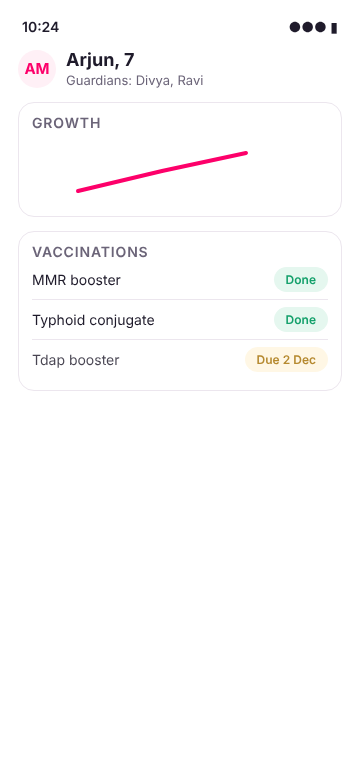 10:24
AM
Arjun, 7
Guardians: Divya, Ravi
GROWTH
VACCINATIONS
MMR booster Done
Typhoid conjugate Done
Tdap booster Due 2 Dec